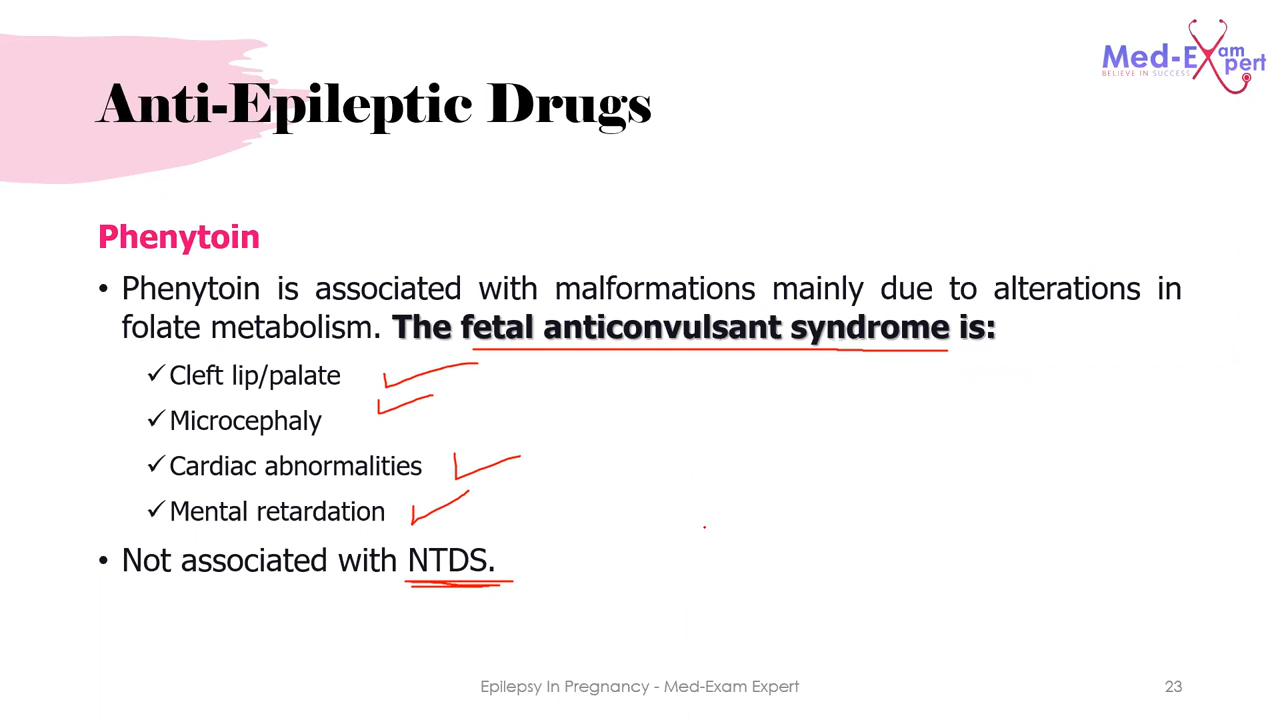 Med-Exam
Expert
BELIEVE IN SUCCESS
Anti-Epileptic Drugs
Phenytoin
• Phenytoin is associated with malformations mainly due to alterations in
folate metabolism. The fetal anticonvulsant syndrome is:
✓ Cleft lip/palate
✓ Microcephaly
✓ Cardiac abnormalities
✓ Mental retardation
• Not associated with NTDS.
Epilepsy In Pregnancy - Med-Exam Expert
23